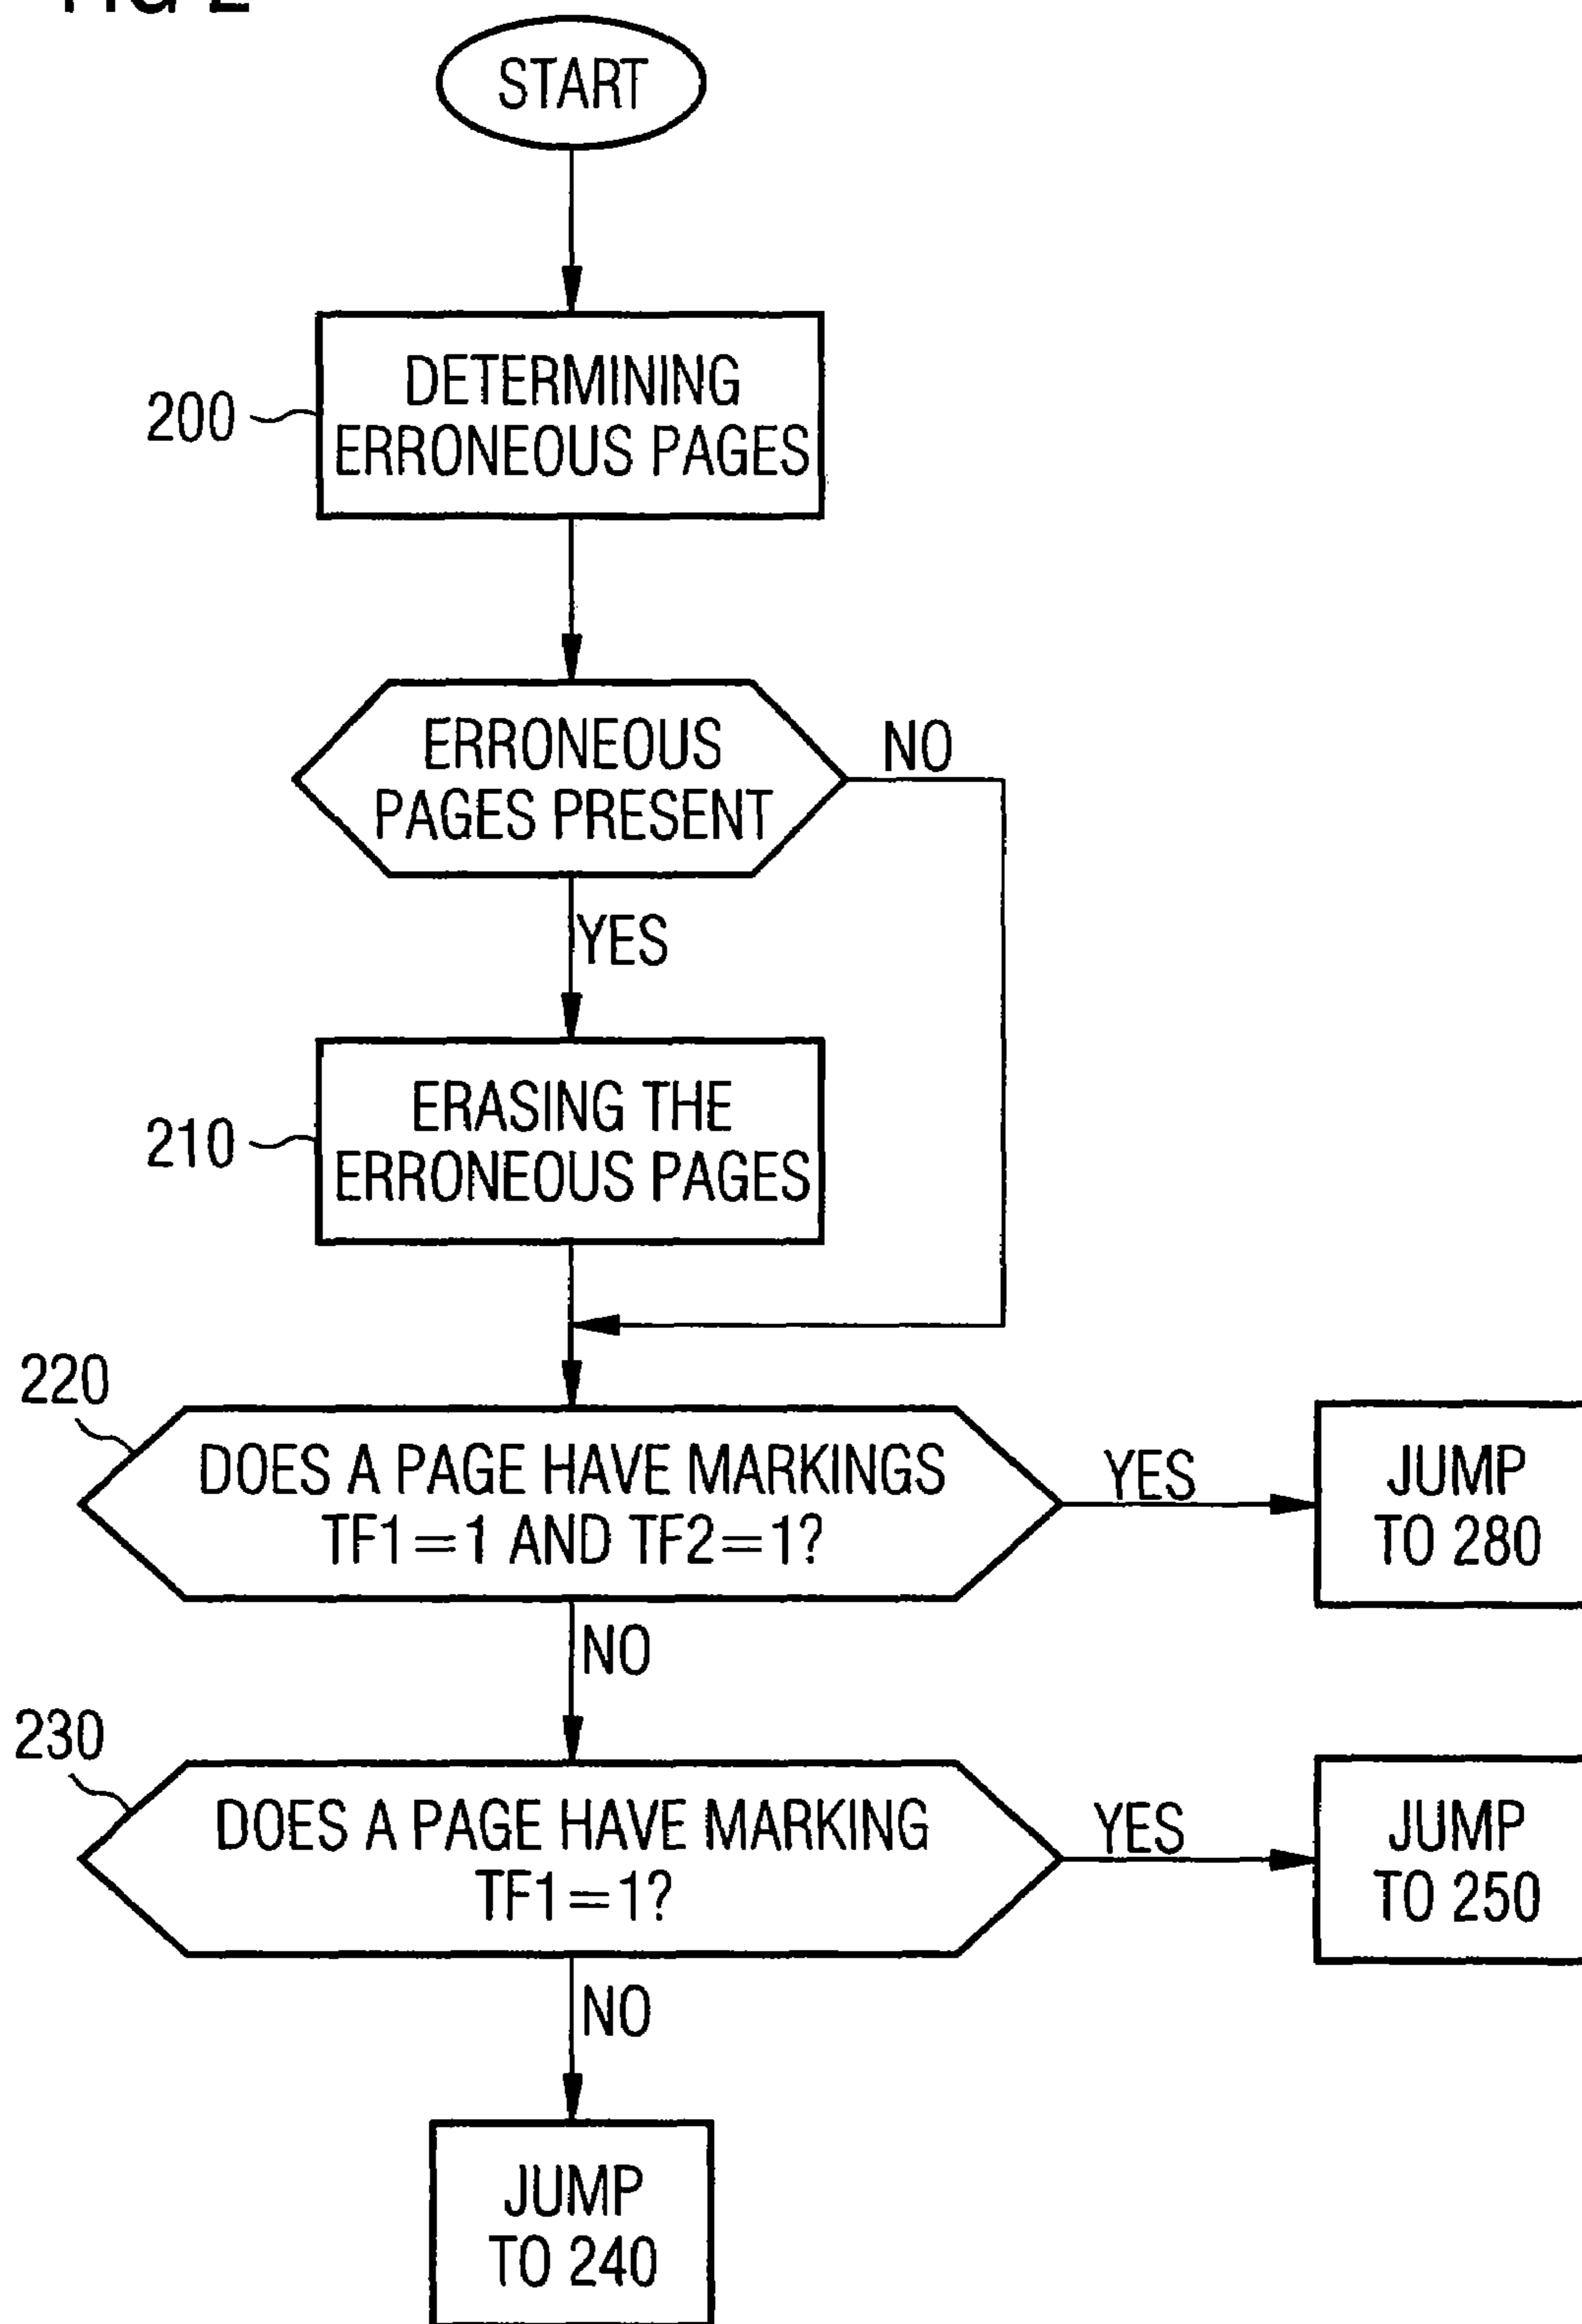 FIG 2
START
200
DETERMINING
ERRONEOUS PAGES
ERRONEOUS
PAGES PRESENT
NO
YES
210
ERASING THE
ERRONEOUS PAGES
220
DOES A PAGE HAVE MARKINGS
TF1=1 AND TF2=1?
YES
JUMP
TO 280
NO
230
DOES A PAGE HAVE MARKING
TF1=1?
YES
JUMP
TO 250
NO
JUMP
TO 240